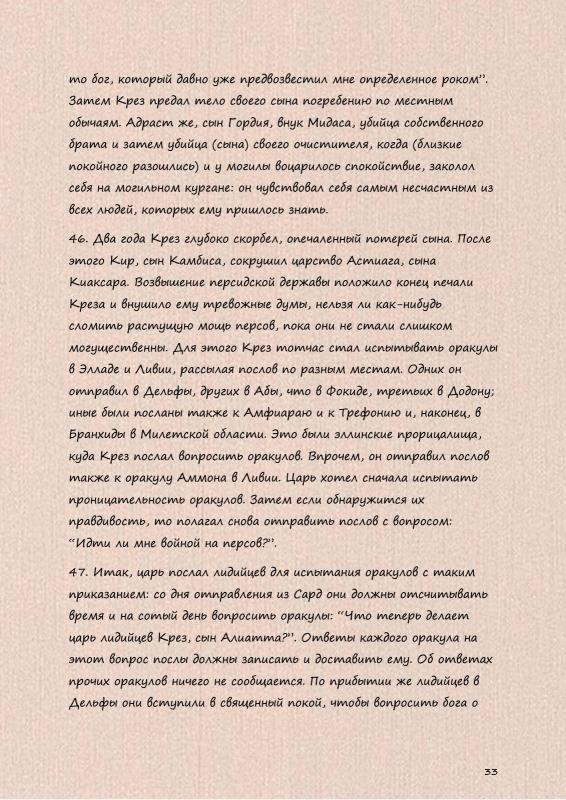 то бог, который давно уже предвозвестил мне определенное роком”.
Затем Крез предал тело своего сына погребению по местным
обычаям. Адраст же, сын Гордия, внук Мидаса, убийца собственного
брата и затем убийца (сына) своего очистителя, когда (близкие
покойного разошлись) и у могилы воцарилось спокойствие, заколол
себя на могильном кургане: он чувствовал себя самым несчастным из
всех людей, которых ему пришлось знать.
46. Два года Крез глубоко скорбел, опечаленный потерей сына. После
этого Кир, сын Камбиса, сокрушил царство Астиага, сына
Киаксара. Возвышение персидской державы положило конец печали
Креза и внушило ему тревожные думы, нельзя ли как-нибудь
сломить растущую мощь персов, пока они не стали слишком
могущественны. Для этого Крез тотчас стал испытывать оракулы
в Элладе и Ливии, рассылая послов по разным местам. Одних он
отправил в Дельфы, других в Абы, что в Фокиде, третьих в Додону;
иные были посланы также к Амфиараю и к Трефонию и, наконец, в
Бранхиды в Милетской области. Это были эллинские прорицалища,
куда Крез послал вопросить оракулов. Впрочем, он отправил послов
также к оракулу Аммона в Ливии. Царь хотел сначала испытать
проницательность оракулов. Затем если обнаружится их
правдивость, то полагал снова отправить послов с вопросом:
“Идти ли мне войной на персов?”.
47. Итак, царь послал лидийцев для испытания оракулов с таким
приказанием: со дня отправления из Сард они должны отсчитывать
время и на сотый день вопросить оракулы: “Что теперь делает
царь лидийцев Крез, сын Алиатта?”. Ответы каждого оракула на
этот вопрос послы должны записать и доставить ему. Об ответах
прочих оракулов ничего не сообщается. По прибытии же лидийцев в
Дельфы они вступили в священный покой, чтобы вопросить бога о
33